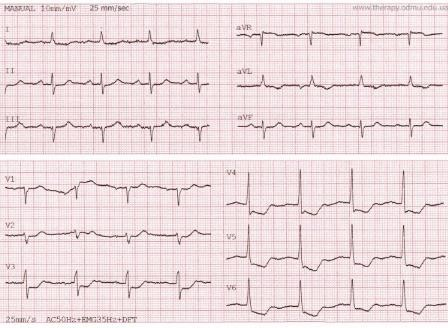 MANUAL 10mm/mV 25 mm/sec
www.therapy.odmu.edu.ua
I
aVR
II
aVL
III
aVF
V1
V4
V2
V5
V3
V6
25mm/s AC50Hz+EMG35Hz+DFT